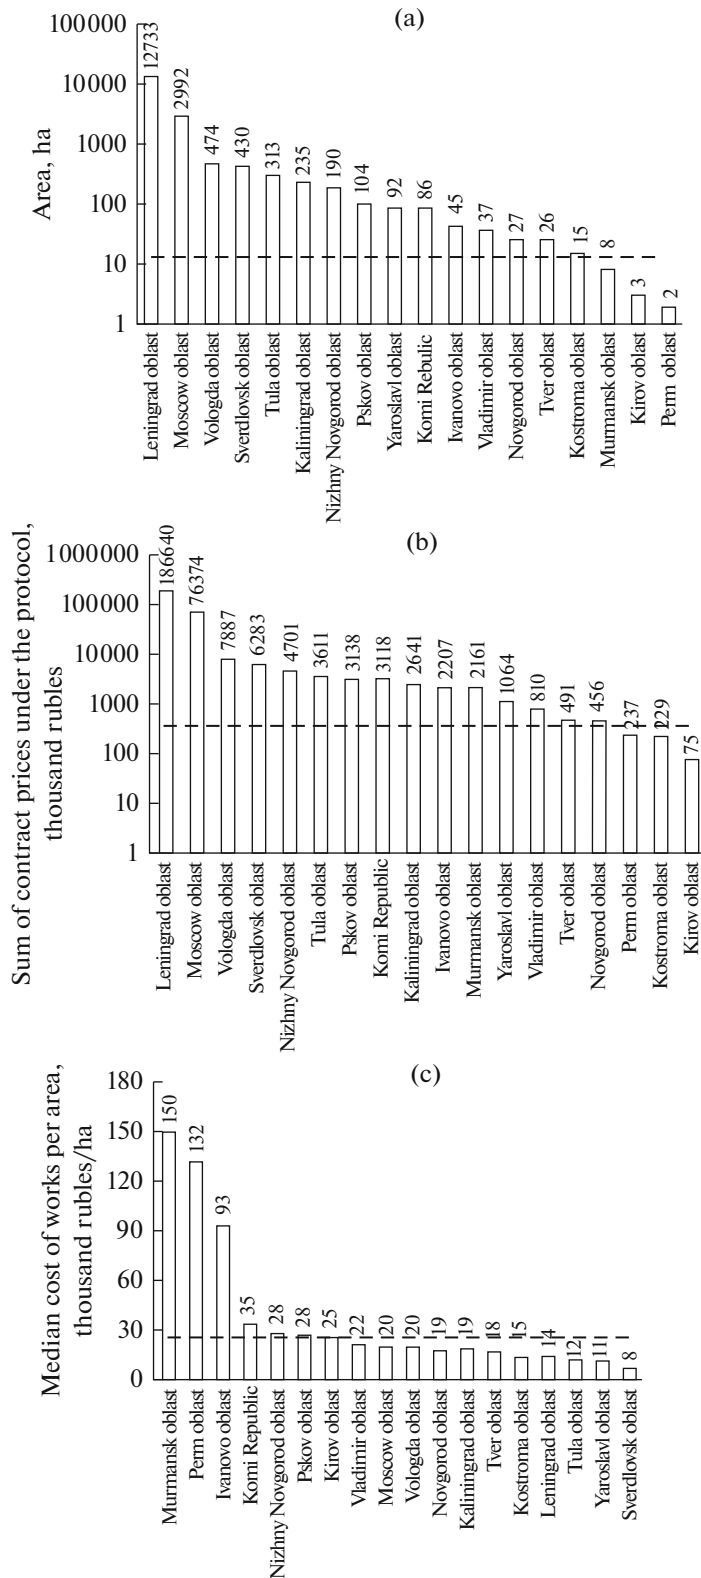 (a)
Area, ha
100000
10000
1000
100
10
1
12733
2992
474
430
313
235
190
104
92
86
45
37
27
26
15
8
3
2
Leningrad oblast
Moscow oblast
Vologda oblast
Sverdlovsk oblast
Tula oblast
Kaliningrad oblast
Nizhny Novgorod oblast
Pskov oblast
Yaroslavl oblast
Komi Rebulic
Ivanovo oblast
Vladimir oblast
Novgorod oblast
Tver oblast
Kostroma oblast
Murmansk oblast
Kirov oblast
Perm oblast
(b)
Sum of contract prices under the protocol,
thousand rubles
1000000
100000
10000
1000
100
10
1
186640
76374
7887
6283
4701
3611
3138
3118
2641
2207
2161
1064
810
491
456
237
229
75
Leningrad oblast
Moscow oblast
Vologda oblast
Sverdlovsk oblast
Nizhny Novgorod oblast
Tula oblast
Pskov oblast
Komi Republic
Kaliningrad oblast
Ivanovo oblast
Murmansk oblast
Yaroslavl oblast
Vladimir oblast
Tver oblast
Novgorod oblast
Perm oblast
Kostroma oblast
Kirov oblast
(c)
Median cost of works per area,
thousand rubles/ha
180
150
120
90
60
30
0
150
132
93
35
28
28
25
22
20
20
19
19
18
15
14
12
11
8
Murmansk oblast
Perm oblast
Ivanovo oblast
Komi Republic
Nizhny Novgorod oblast
Pskov oblast
Kirov oblast
Vladimir oblast
Moscow oblast
Vologda oblast
Novgorod oblast
Kaliningrad oblast
Tver oblast
Kostroma oblast
Leningrad oblast
Tula oblast
Yaroslavl oblast
Sverdlovsk oblast